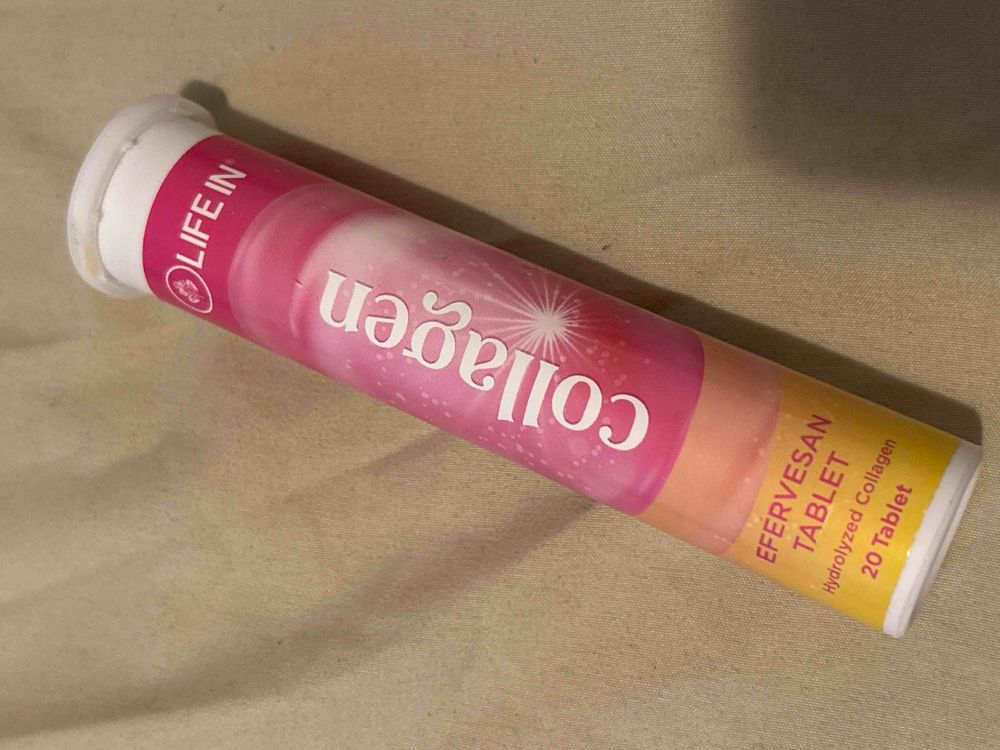 LIFE IN®
collagen
EFERVESAN
TABLET
Hydrolyzed Collagen
20 Tablet